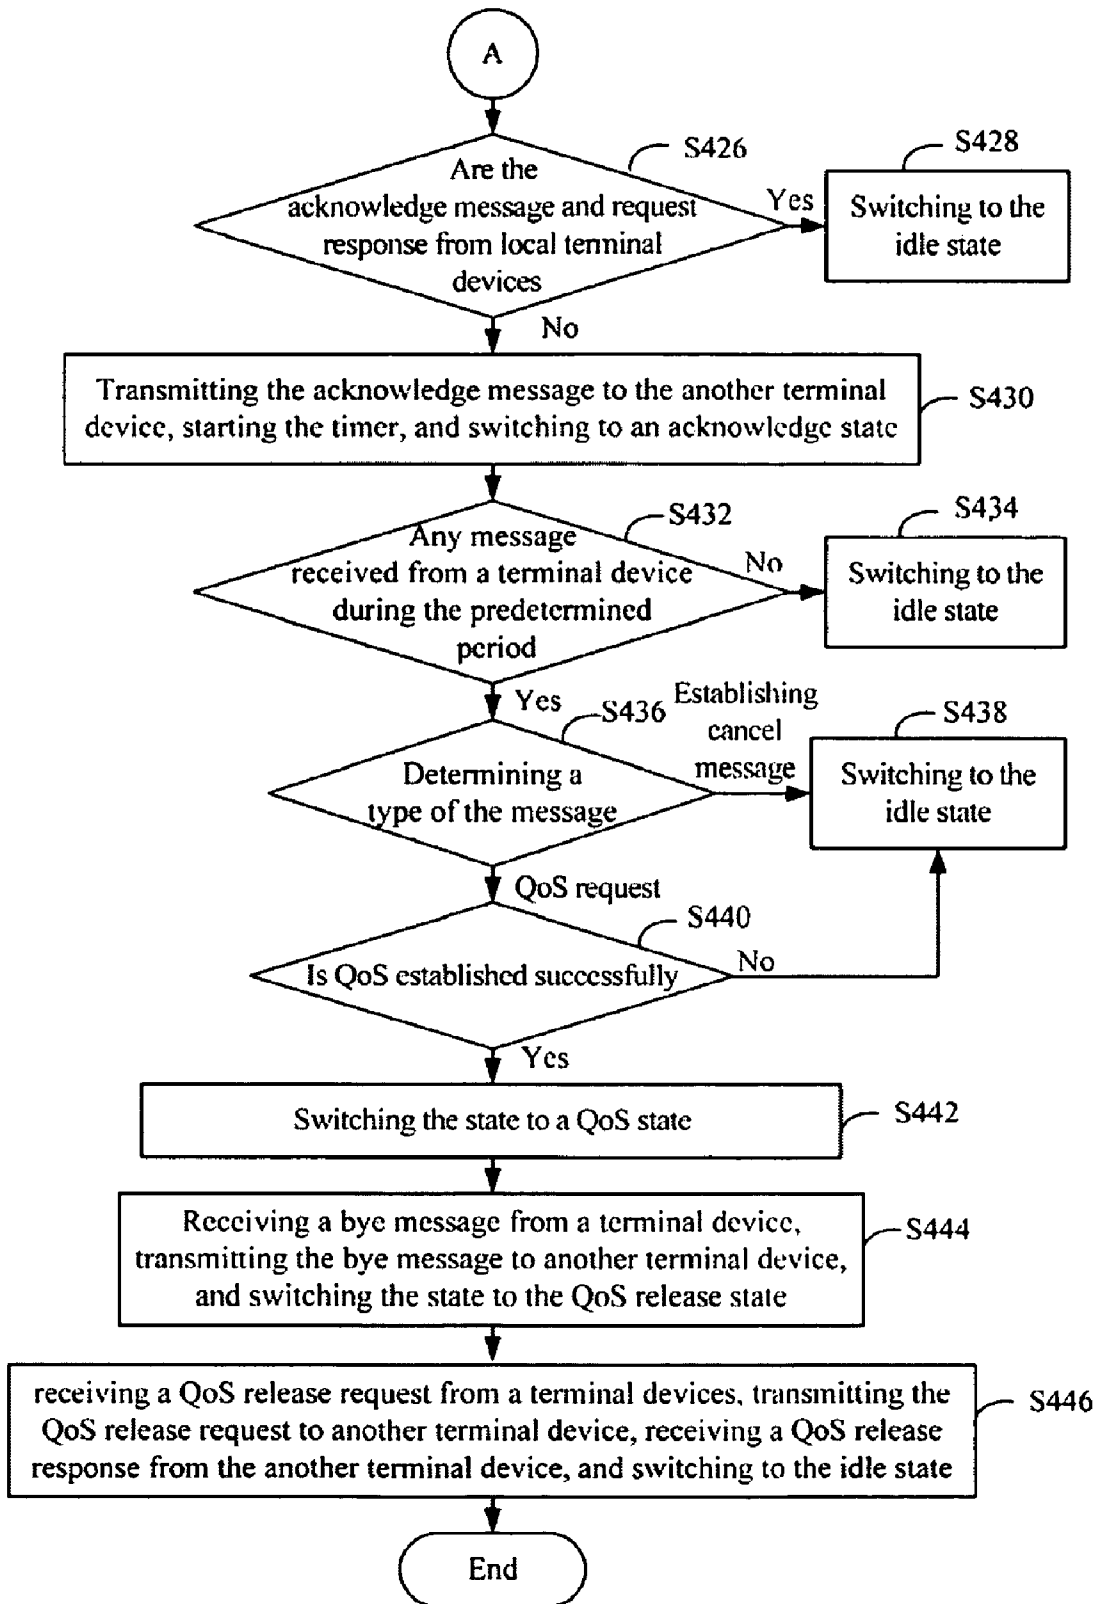 A
S426
Are the
acknowledge message and request
response from local terminal
devices
Yes
S428
Switching to the
idle state
No
Transmitting the acknowledge message to the another terminal
device, starting the timer, and switching to an acknowledge state
S430
S432
Any message
received from a terminal device
during the predetermined
period
No
S434
Switching to the
idle state
Yes
S436
Determining a
type of the message
Establishing
cancel
message
S438
Switching to the
idle state
QoS request
S440
Is QoS established successfully
No
Yes
Switching the state to a QoS state
S442
Receiving a bye message from a terminal device,
transmitting the bye message to another terminal device,
and switching the state to the QoS release state
S444
receiving a QoS release request from a terminal devices, transmitting the
QoS release request to another terminal device, receiving a QoS release
response from the another terminal device, and switching to the idle state
S446
End